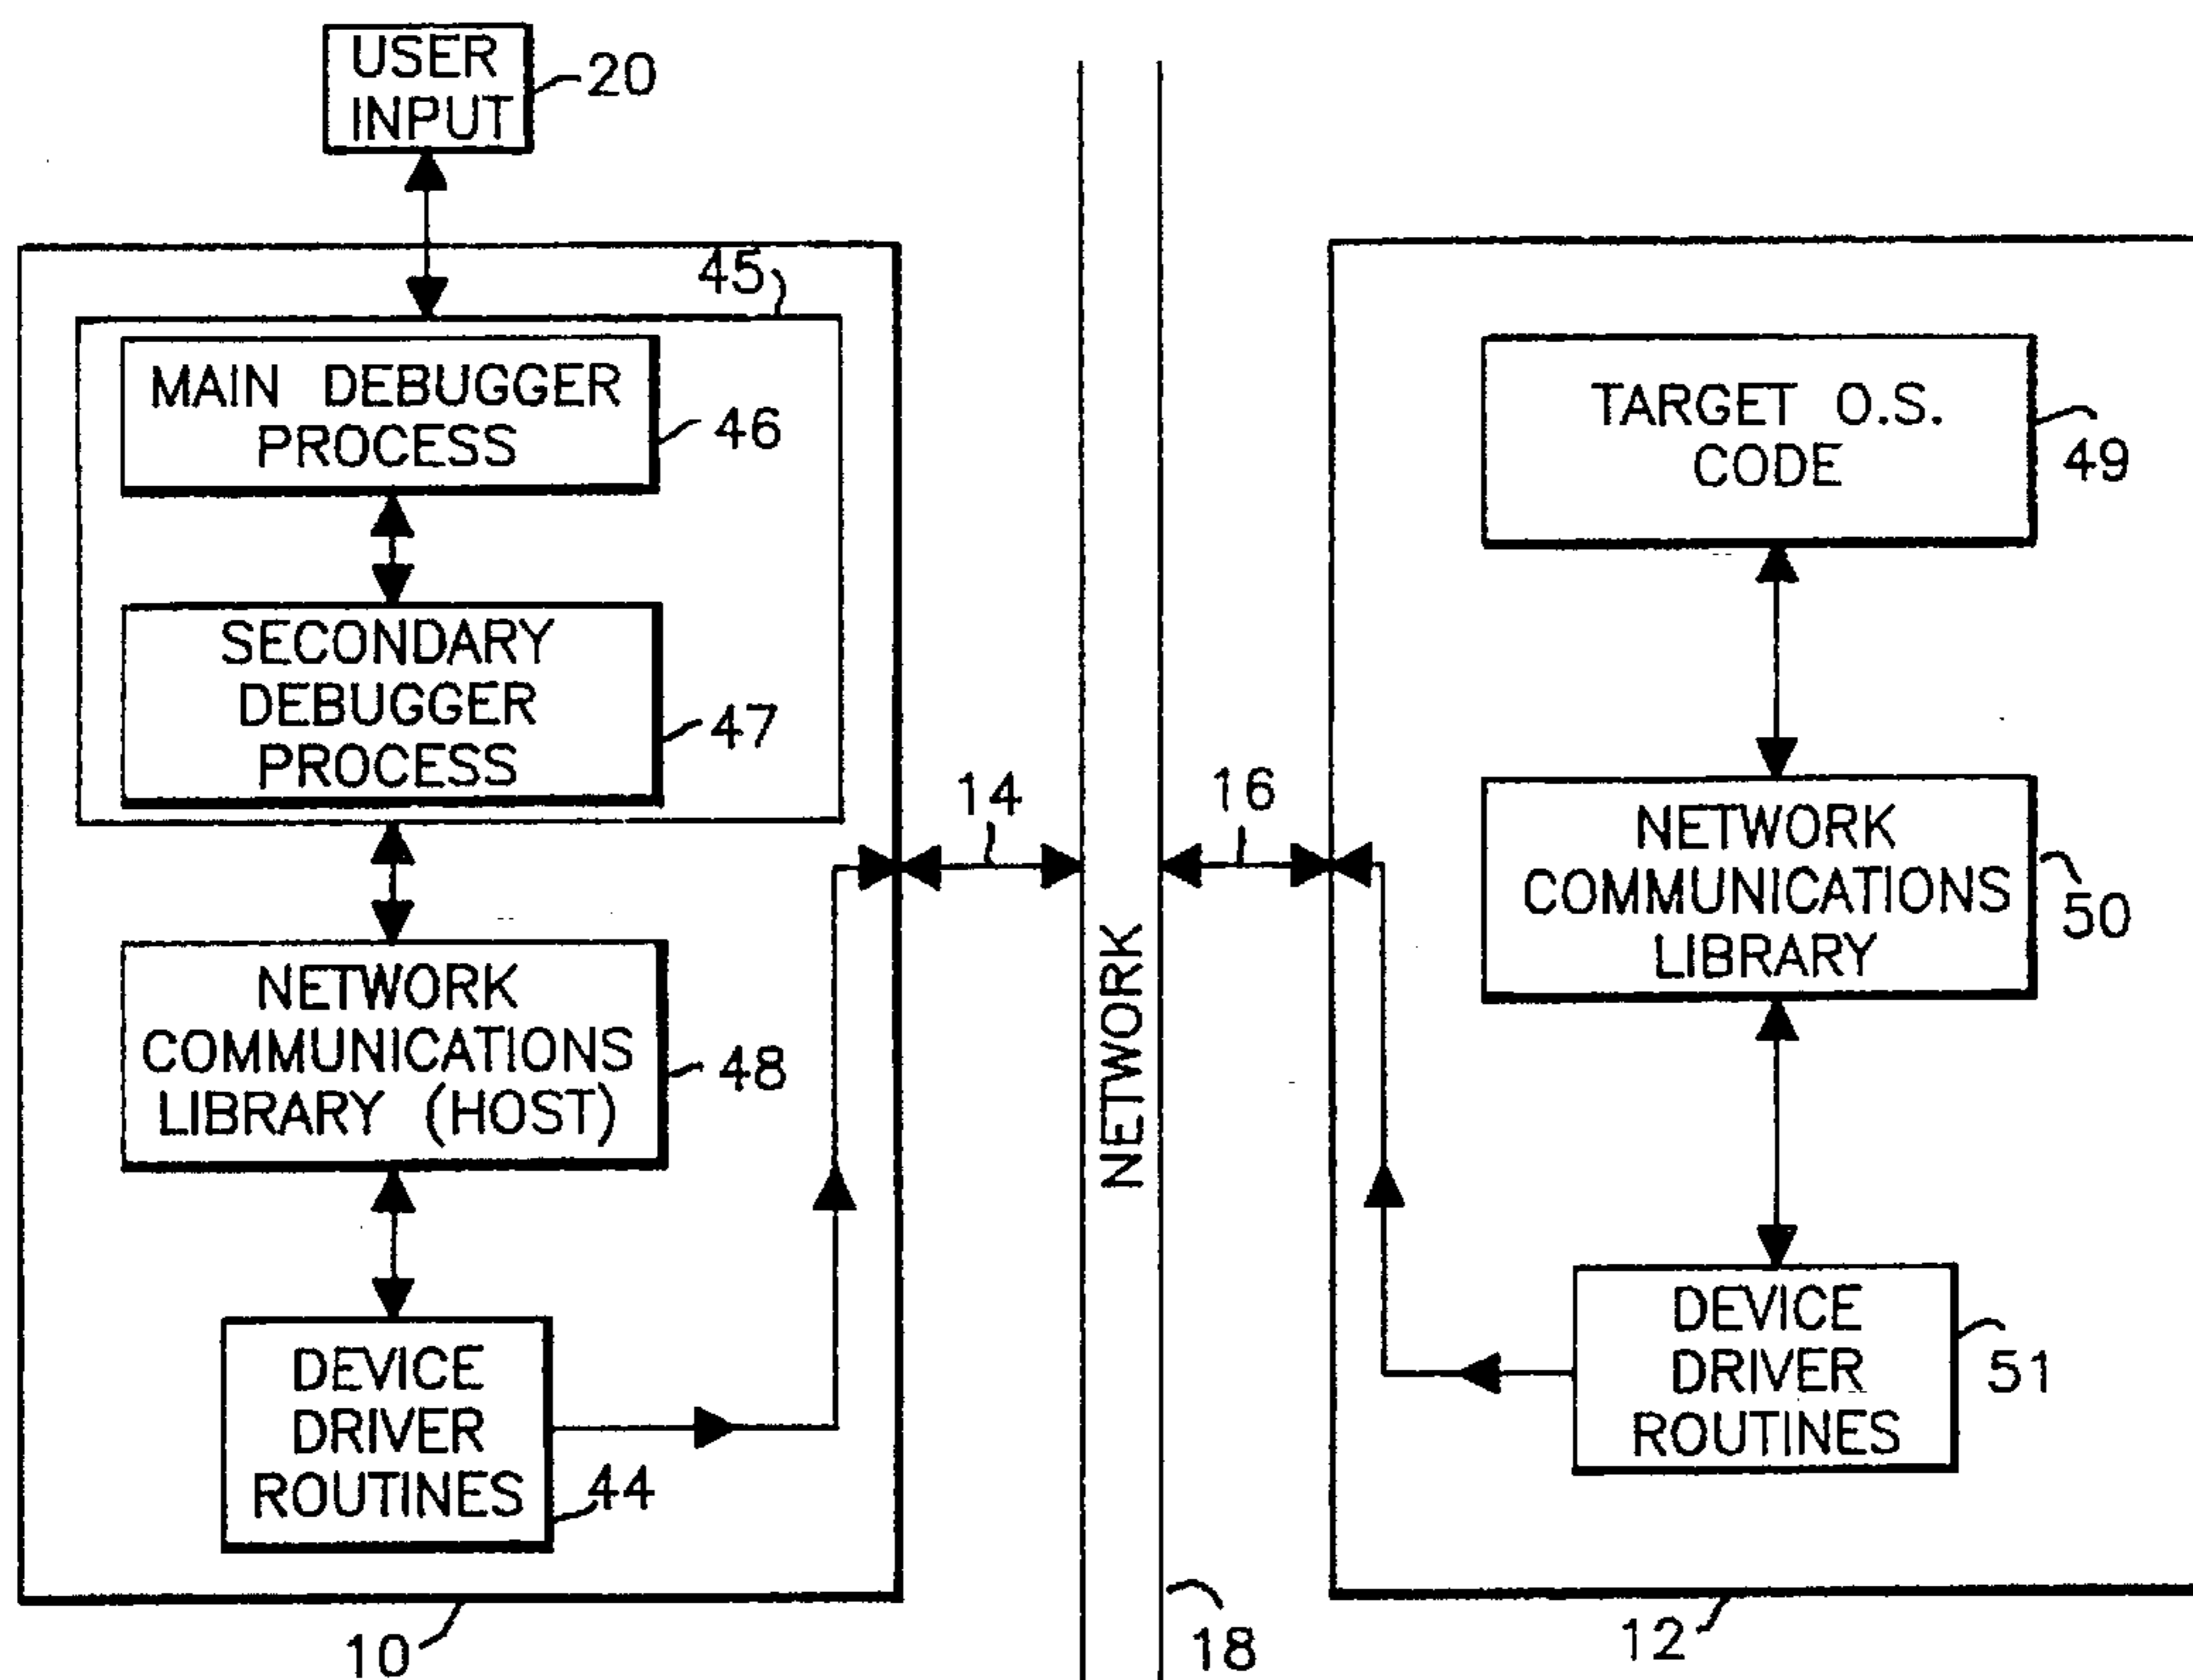 USER
INPUT
20
45
MAIN DEBUGGER
PROCESS
46
SECONDARY
DEBUGGER
PROCESS
47
NETWORK
COMMUNICATIONS
LIBRARY (HOST)
48
DEVICE
DRIVER
ROUTINES
44
10
14
NETWORK
16
18
TARGET O.S.
CODE
49
NETWORK
COMMUNICATIONS
LIBRARY
50
DEVICE
DRIVER
ROUTINES
51
12